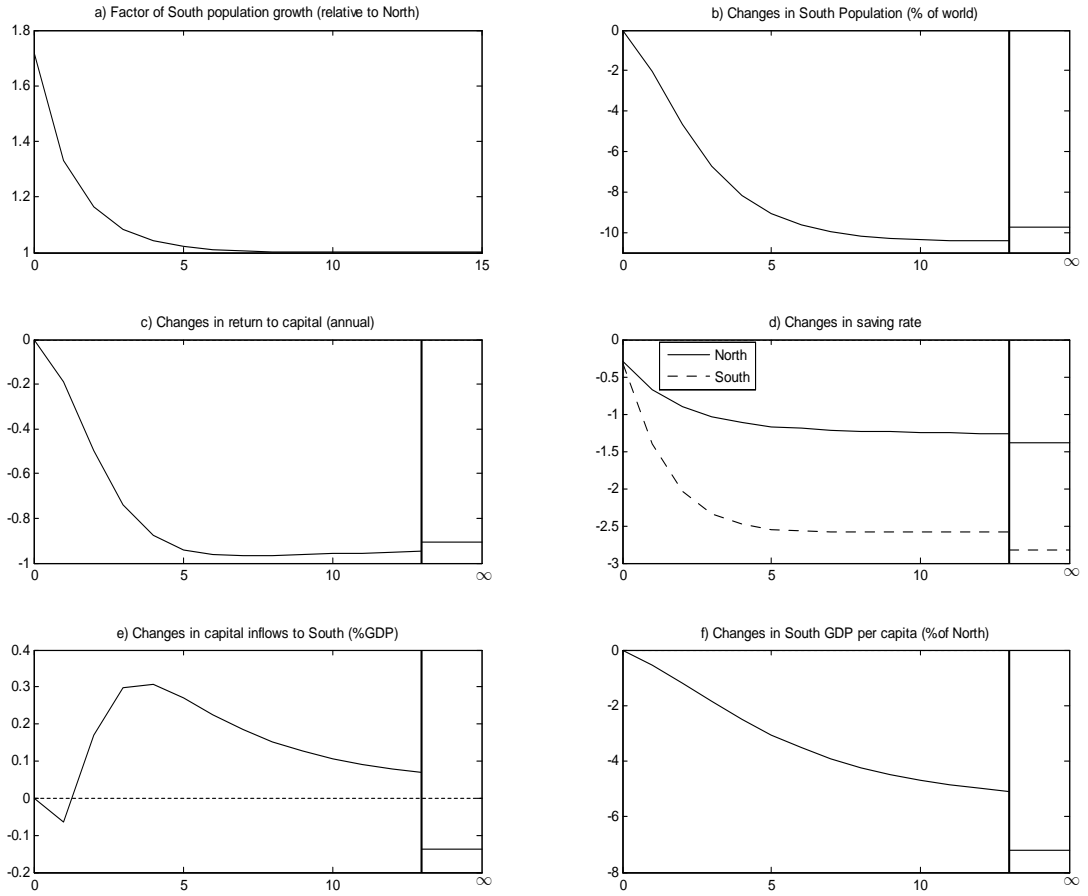 a) Factor of South population growth (relative to North)
1.8
1.6
1.4
1.2
1
0 5 10 15
b) Changes in South Population (% of world)
0
-2
-4
-6
-8
-10
0 5 10 ∞
c) Changes in return to capital (annual)
0
-0.2
-0.4
-0.6
-0.8
-1
0 5 10 ∞
d) Changes in saving rate
0
-0.5
-1
-1.5
-2
-2.5
-3
North
South
0 5 10 ∞
e) Changes in capital inflows to South (%GDP)
0.4
0.3
0.2
0.1
0
-0.1
-0.2
0 5 10 ∞
f) Changes in South GDP per capita (%of North)
0
-2
-4
-6
-8
0 5 10 ∞